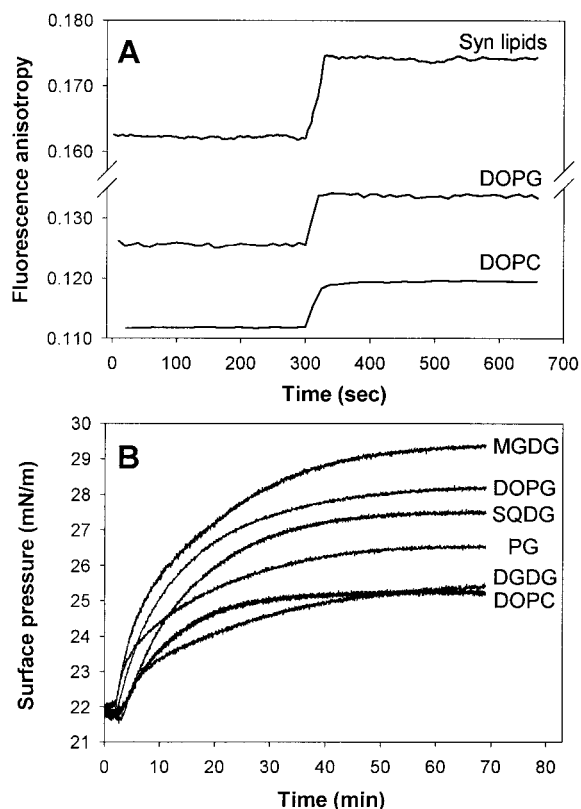 A
Fluorescence anisotropy
0.180
0.170
0.160
0.130
0.120
0.110
Syn lipids
DOPG
DOPC
0 100 200 300 400 500 600 700
Time (sec)
B
Surface pressure (mN/m)
30
29
28
27
26
25
24
23
22
21
MGDG
DOPG
SQDG
PG
DGDG
DOPC
0 10 20 30 40 50 60 70 80
Time (min)